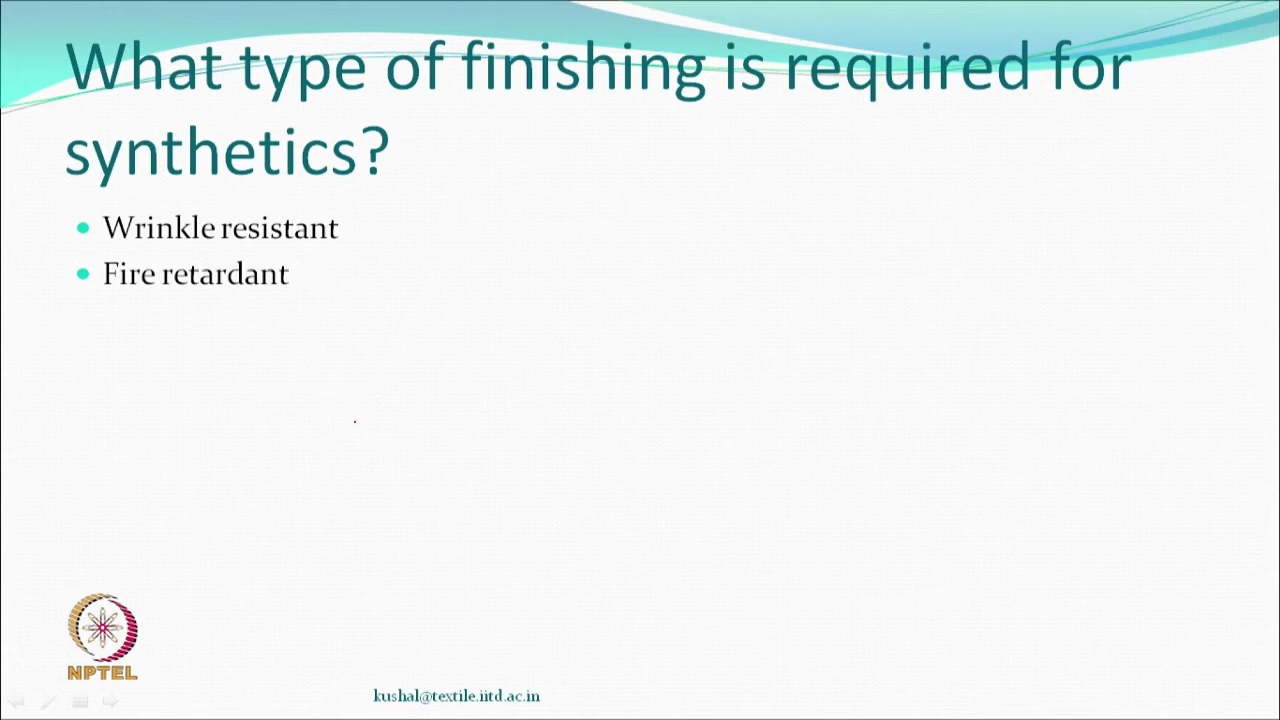 What type of finishing is required for
synthetics?
Wrinkle resistant
Fire retardant
NPTEL
kushal@textile.iitd.ac.in